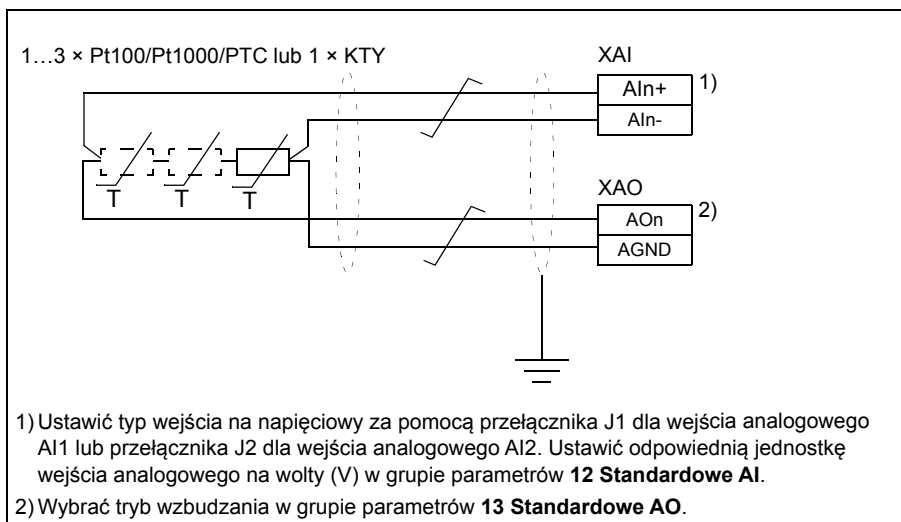 1…3 × Pt100/Pt1000/PTC lub 1 × KTY
XAI
AIn+ 1)
AIn-
T T T
XAO
AOn 2)
AGND
1) Ustawić typ wejścia na napięciowy za pomocą przełącznika J1 dla wejścia analogowego
AI1 lub przełącznika J2 dla wejścia analogowego AI2. Ustawić odpowiednią jednostkę
wejścia analogowego na wolty (V) w grupie parametrów 12 Standardowe AI.
2) Wybrać tryb wzbudzania w grupie parametrów 13 Standardowe AO.